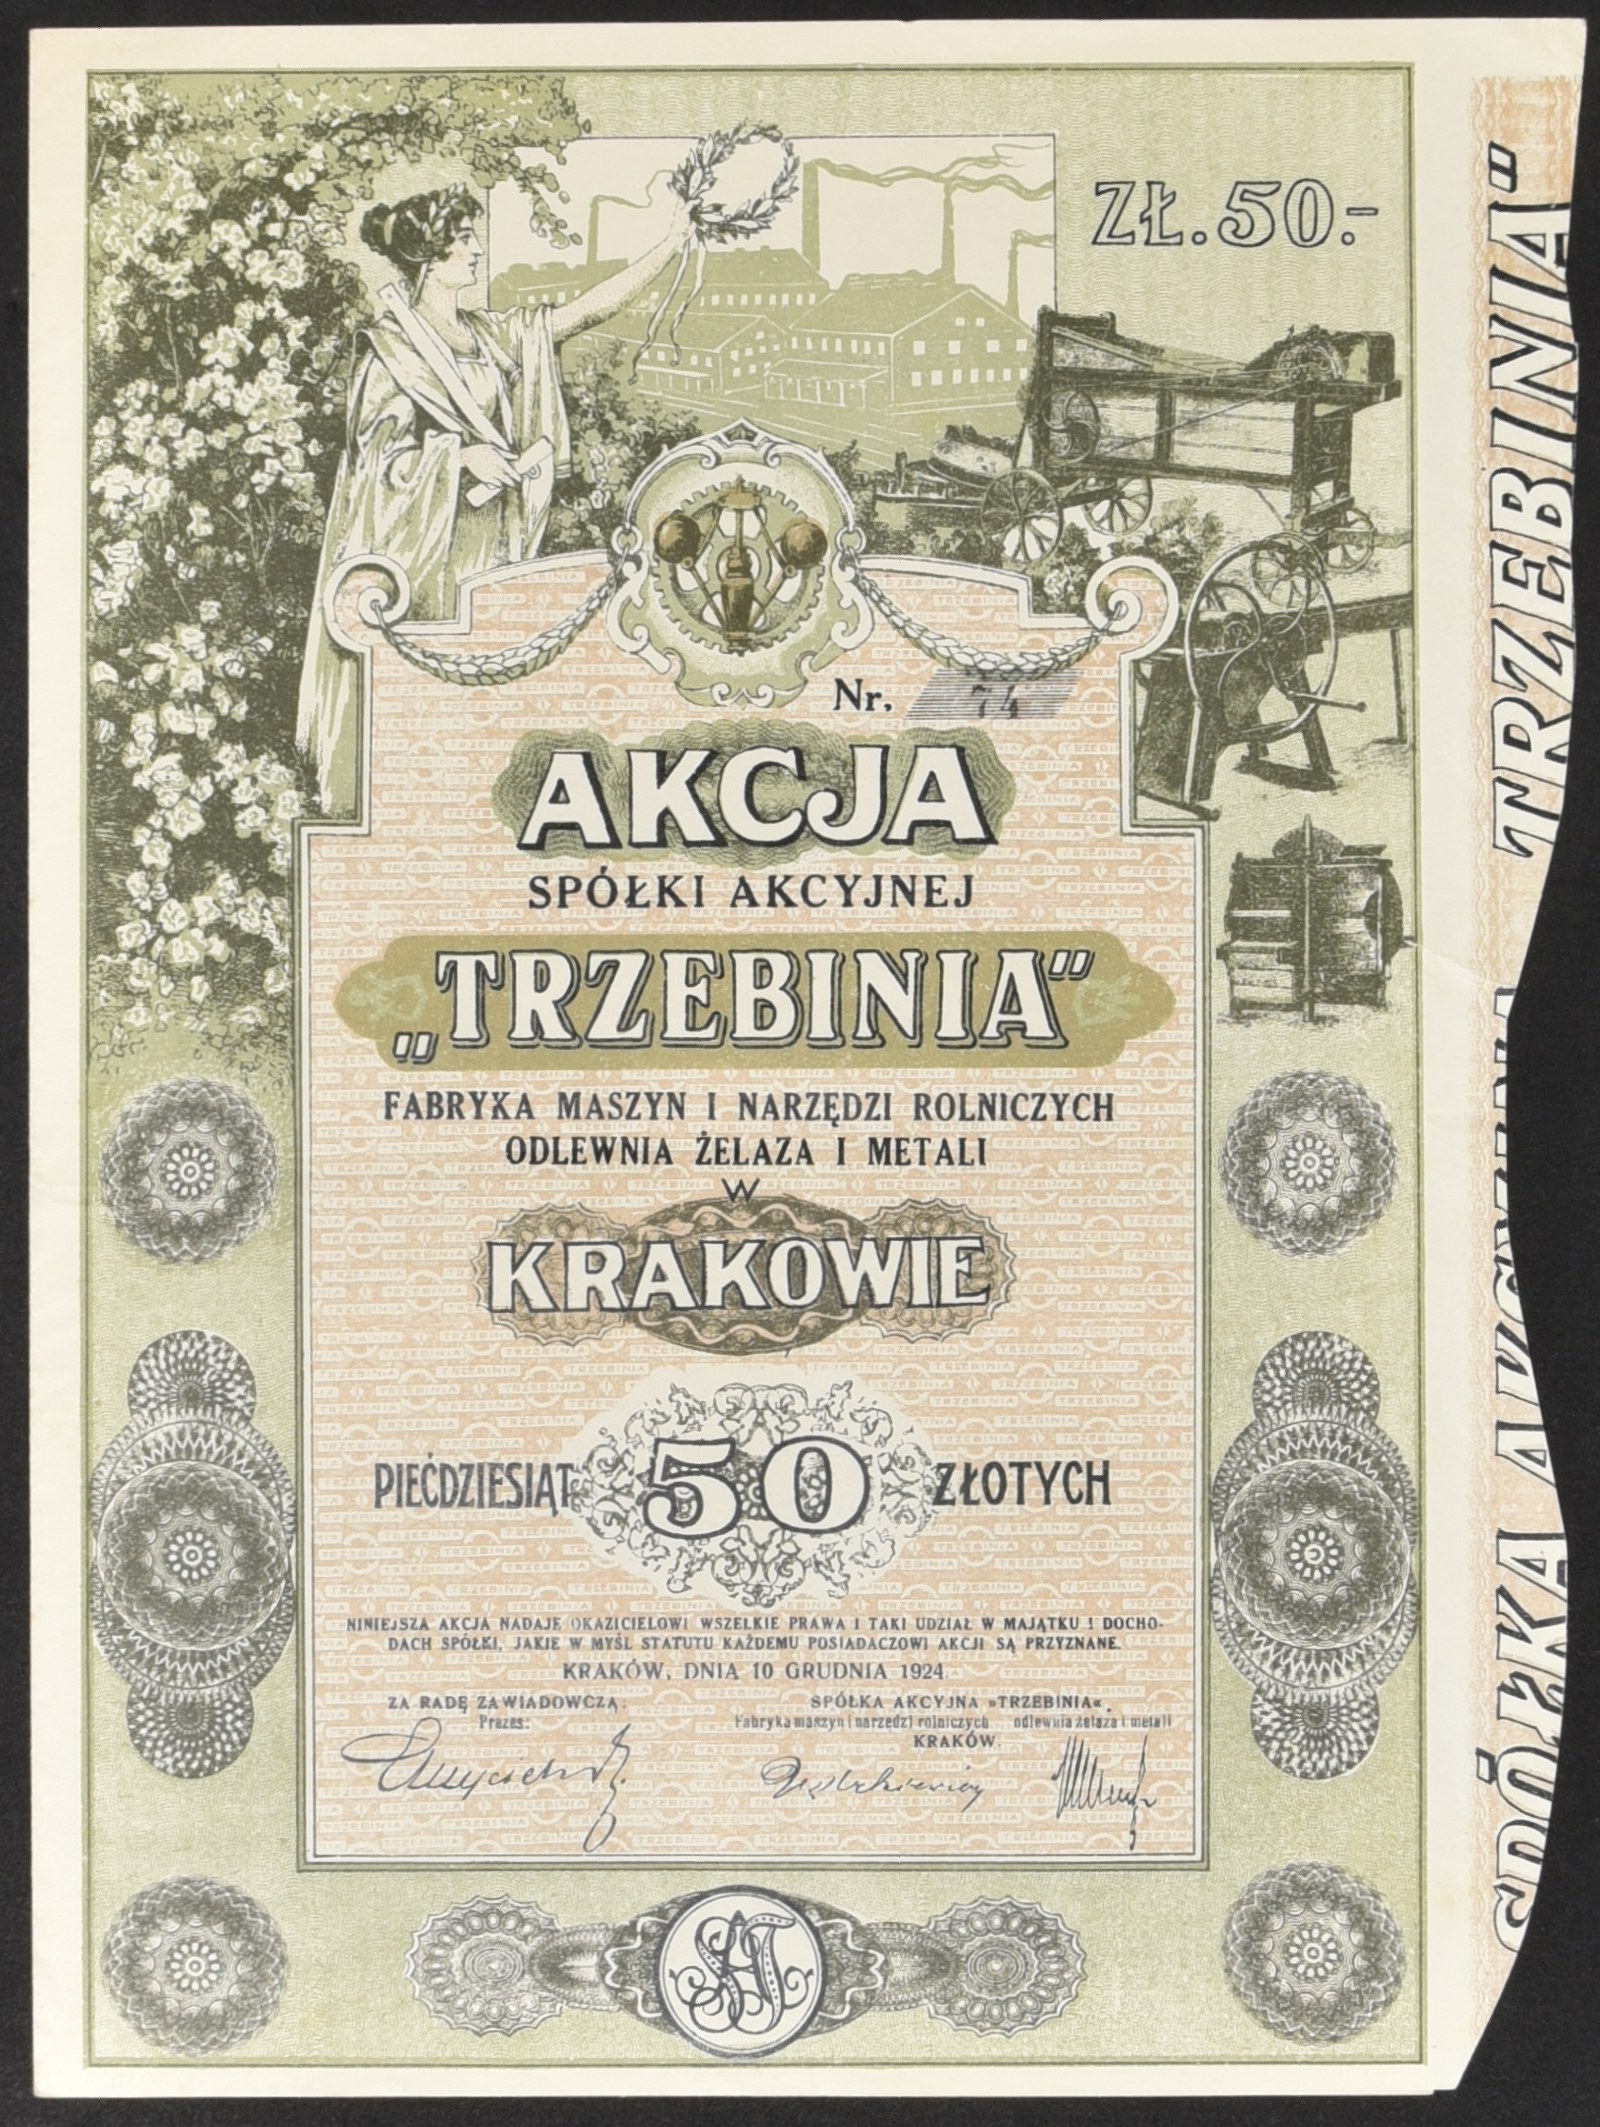 ZŁ. 50.-
Nr. 74
AKCJA
SPÓŁKI AKCYJNEJ
„TRZEBINIA”
FABRYKA MASZYN I NARZĘDZI ROLNICZYCH
ODLEWNIA ŻELAZA I METALI
W
KRAKOWIE
PIEĆDZIESIĄT 50 ZŁOTYCH
NINIEJSZA AKCJA NADAJE OKAZICIELOWI WSZELKIE PRAWA I TAKI UDZIAŁ W MAJĄTKU I DOCHO-
DACH SPÓŁKI, JAKIE W MYŚL STATUTU KAŻDEMU POSIADACZOWI AKCJI SĄ PRZYZNANE.
KRAKÓW, DNIA 10 GRUDNIA 1924.
ZA RADĘ ZAWIADOWCZĄ:
Prezes:
SPÓŁKA AKCYJNA »TRZEBINIA«
Fabryka maszyn i narzędzi rolniczych odlewnia żelaza i metali
KRAKÓW.
SPÓŁKA AKCYJNA „TRZEBINIA”